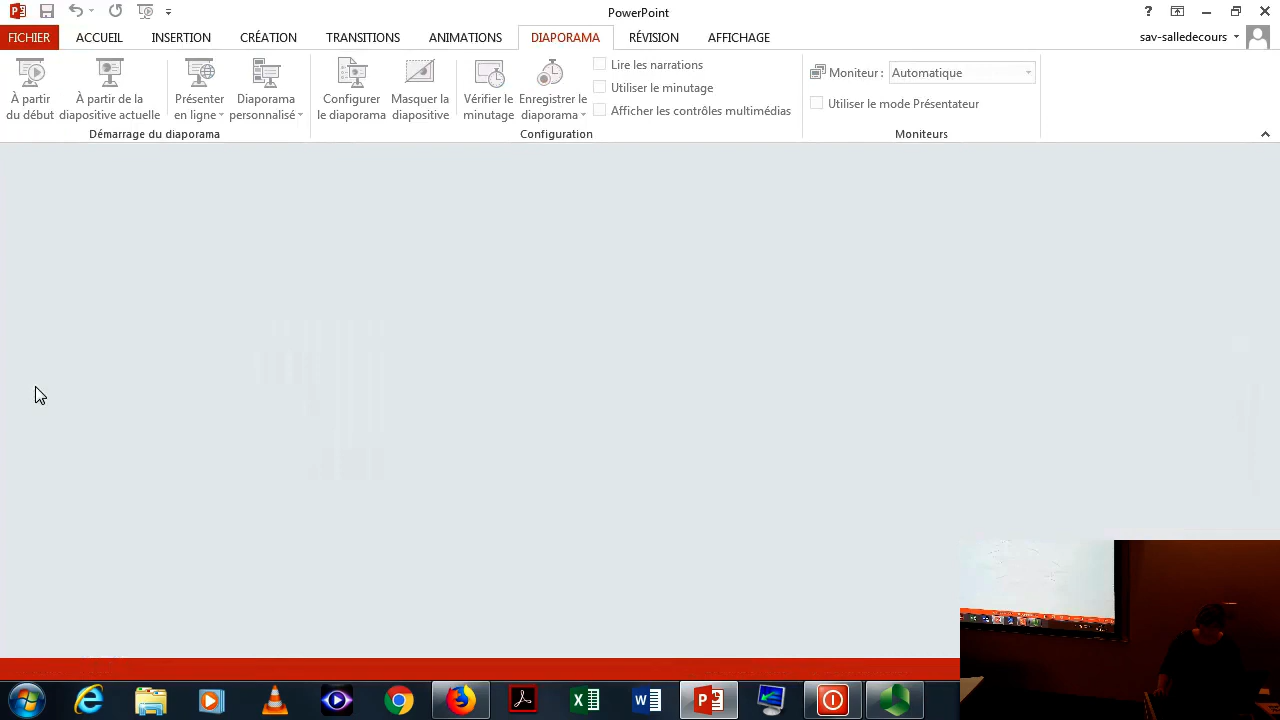 PowerPoint
?
FICHIER ACCUEIL INSERTION CRÉATION TRANSITIONS ANIMATIONS DIAPORAMA RÉVISION AFFICHAGE sav-salledecours
À partir du début
À partir de la diapositive actuelle
Présenter en ligne
Diaporama personnalisé
Démarrage du diaporama
Configurer le diaporama
Masquer la diapositive
Vérifier le minutage
Enregistrer le diaporama
Lire les narrations
Utiliser le minutage
Afficher les contrôles multimédias
Configuration
Moniteur : Automatique
Utiliser le mode Présentateur
Moniteurs